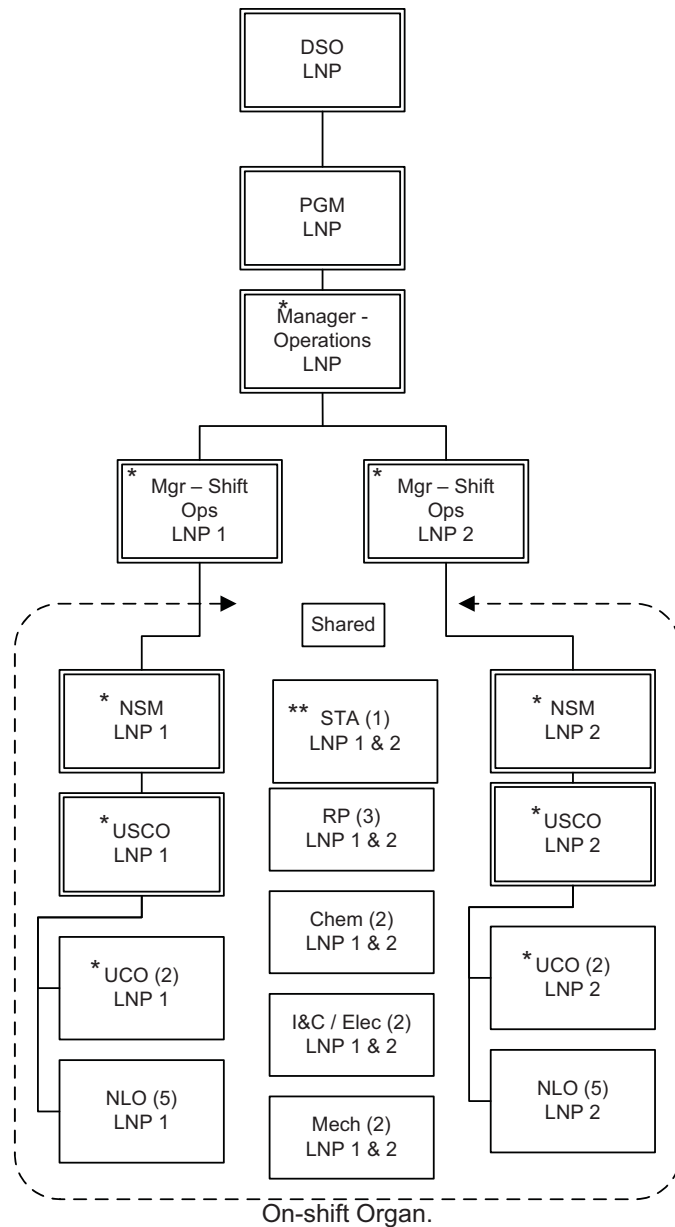 DSO
LNP
PGM
LNP
*
Manager -
Operations
LNP
* Mgr – Shift
Ops
LNP 1
* Mgr – Shift
Ops
LNP 2
Shared
* NSM
LNP 1
* USCO
LNP 1
* UCO (2)
LNP 1
NLO (5)
LNP 1
** STA (1)
LNP 1 & 2
RP (3)
LNP 1 & 2
Chem (2)
LNP 1 & 2
I&C / Elec (2)
LNP 1 & 2
Mech (2)
LNP 1 & 2
* NSM
LNP 2
* USCO
LNP 2
* UCO (2)
LNP 2
NLO (5)
LNP 2
On-shift Organ.